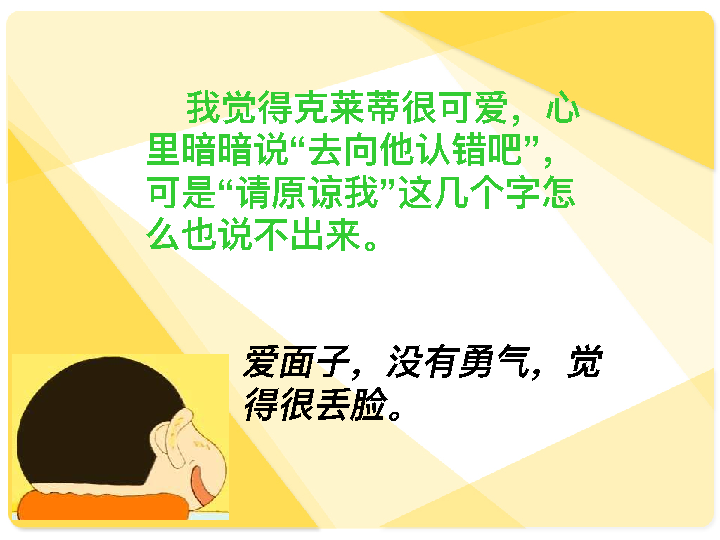 我觉得克莱蒂很可爱，心
里暗暗说“去向他认错吧”，
可是“请原谅我”这几个字怎
么也说不出来。
爱面子，没有勇气，觉
得很丢脸。